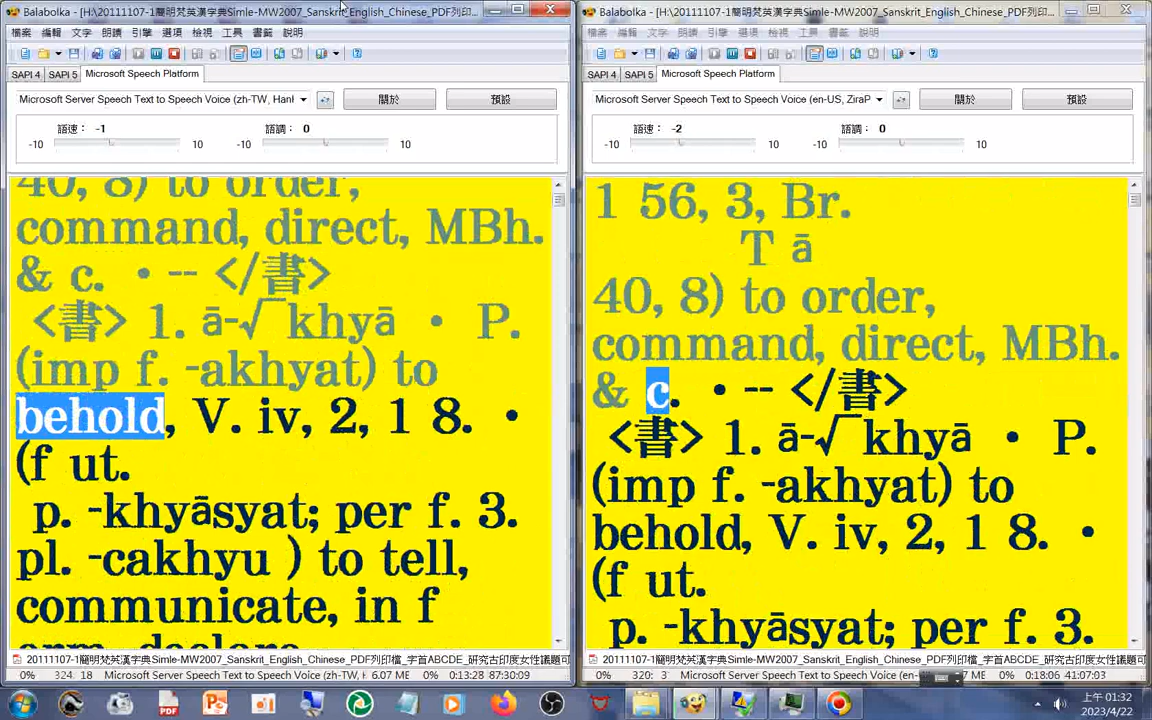 Balabolka - [H:\20111107-1簡明梵英漢字典Simle-MW2007_Sanskrit_English_Chinese_PDF列印...
檔案 編輯 文字 朗讀 引擎 選項 檢視 工具 書籤 說明
SAPI 4 SAPI 5 Microsoft Speech Platform
Microsoft Server Speech Text to Speech Voice (zh-TW, Hanl
關於 預設
語速： -1 語調： 0
-10 10 -10 10
40, 8) to order,
command, direct, MBh.
& c. • -- </書>
<書> 1. ā-√ khyā • P.
(imp f. -akhyat) to
behold, V. iv, 2, 1 8. •
(f ut.
p. -khyāsyat; per f. 3.
pl. -cakhyu ) to tell,
communicate, in f
orm, declare,
20111107-1簡明梵英漢字典Simle-MW2007_Sanskrit_English_Chinese_PDF列印檔_字首ABCDE_研究古印度女性議題可
0% 324: 18 Microsoft Server Speech Text to Speech Voice (zh-TW, H 6.07 ME 0% 0:13:28 87:30:09
Balabolka - [H:\20111107-1簡明梵英漢字典Simle-MW2007_Sanskrit_English_Chinese_PDF列印...
檔案 編輯 文字 朗讀 引擎 選項 檢視 工具 書籤 說明
SAPI 4 SAPI 5 Microsoft Speech Platform
Microsoft Server Speech Text to Speech Voice (en-US, ZiraP
關於 預設
語速： -2 語調： 0
-10 10 -10 10
1 56, 3, Br.
T ā
40, 8) to order,
command, direct, MBh.
& c. • -- </書>
<書> 1. ā-√ khyā • P.
(imp f. -akhyat) to
behold, V. iv, 2, 1 8. •
(f ut.
p. -khyāsyat; per f. 3.
20111107-1簡明梵英漢字典Simle-MW2007_Sanskrit_English_Chinese_PDF列印檔_字首ABCDE_研究古印度女性議題可
0% 320: 3 Microsoft Server Speech Text to Speech Voice (en-US, 0% 0:18:06 41:07:03
上午 01:32
2023/4/22